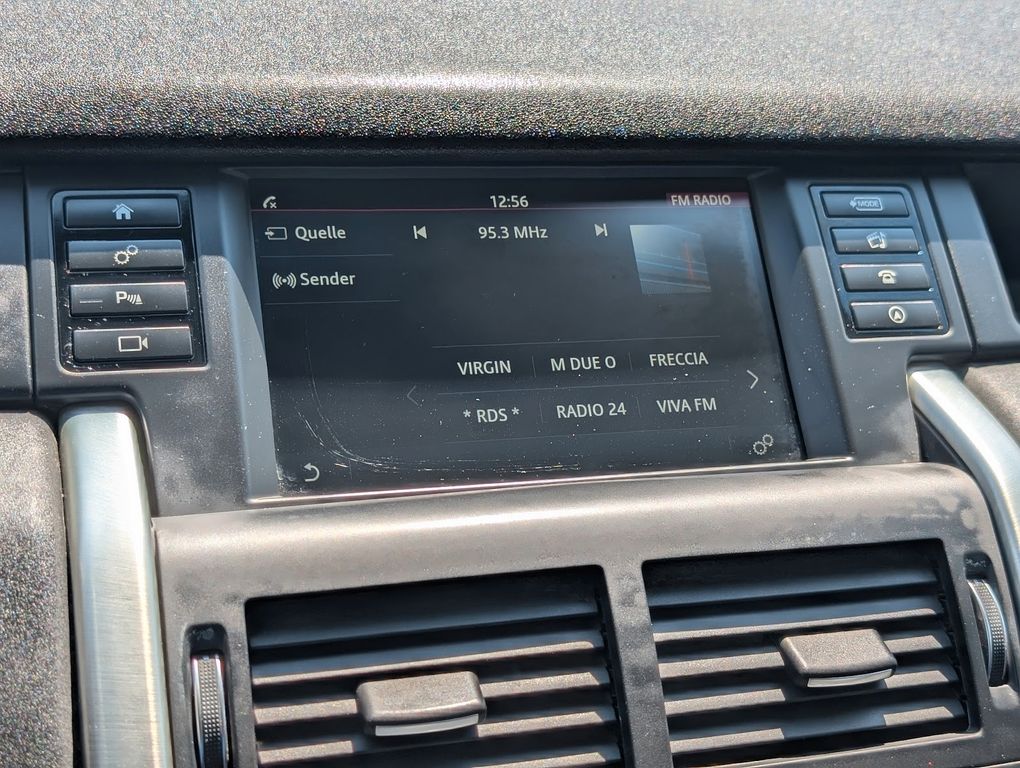 12:56
FM RADIO
Quelle
95.3 MHz
Sender
VIRGIN
M DUE O
FRECCIA
* RDS *
RADIO 24
VIVA FM
P
MODE